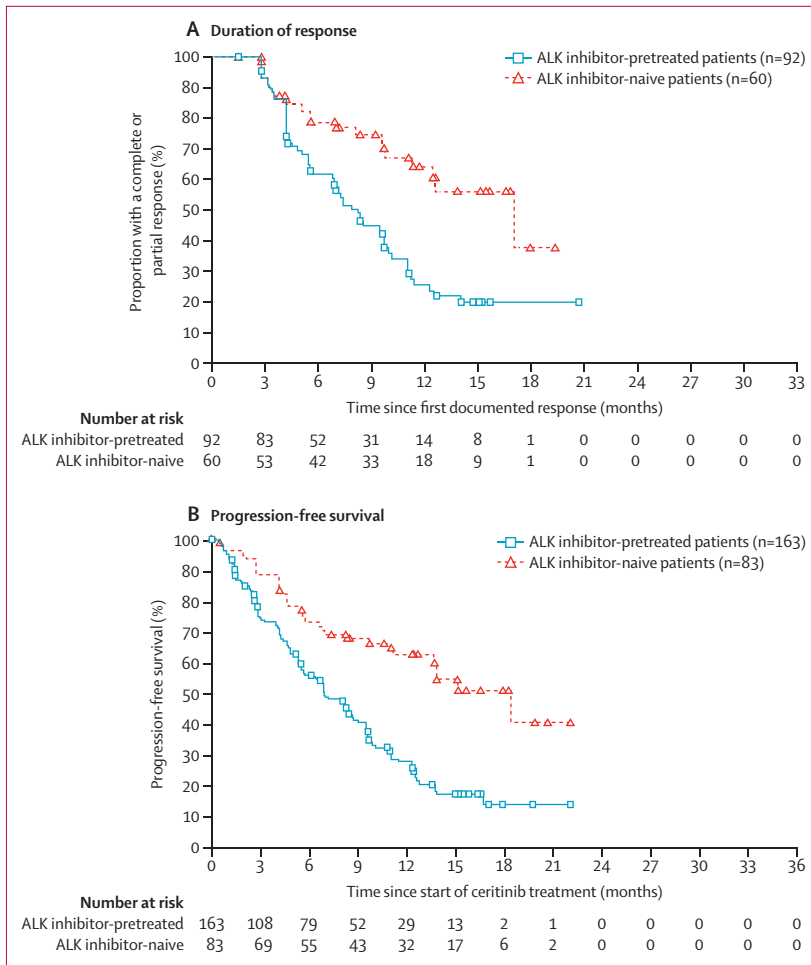 A Duration of response
ALK inhibitor-pretreated patients (n=92)
ALK inhibitor-naive patients (n=60)
Proportion with a complete or
partial response (%)
100
90
80
70
60
50
40
30
20
10
0
0 3 6 9 12 15 18 21 24 27 30 33
Time since first documented response (months)
Number at risk
ALK inhibitor-pretreated 92 83 52 31 14 8 1 0 0 0 0 0
ALK inhibitor-naive 60 53 42 33 18 9 1 0 0 0 0 0
B Progression-free survival
ALK inhibitor-pretreated patients (n=163)
ALK inhibitor-naive patients (n=83)
Progression-free survival (%)
100
90
80
70
60
50
40
30
20
10
0
0 3 6 9 12 15 18 21 24 27 30 33 36
Time since start of ceritinib treatment (months)
Number at risk
ALK inhibitor-pretreated 163 108 79 52 29 13 2 1 0 0 0 0 0
ALK inhibitor-naive 83 69 55 43 32 17 6 2 0 0 0 0 0